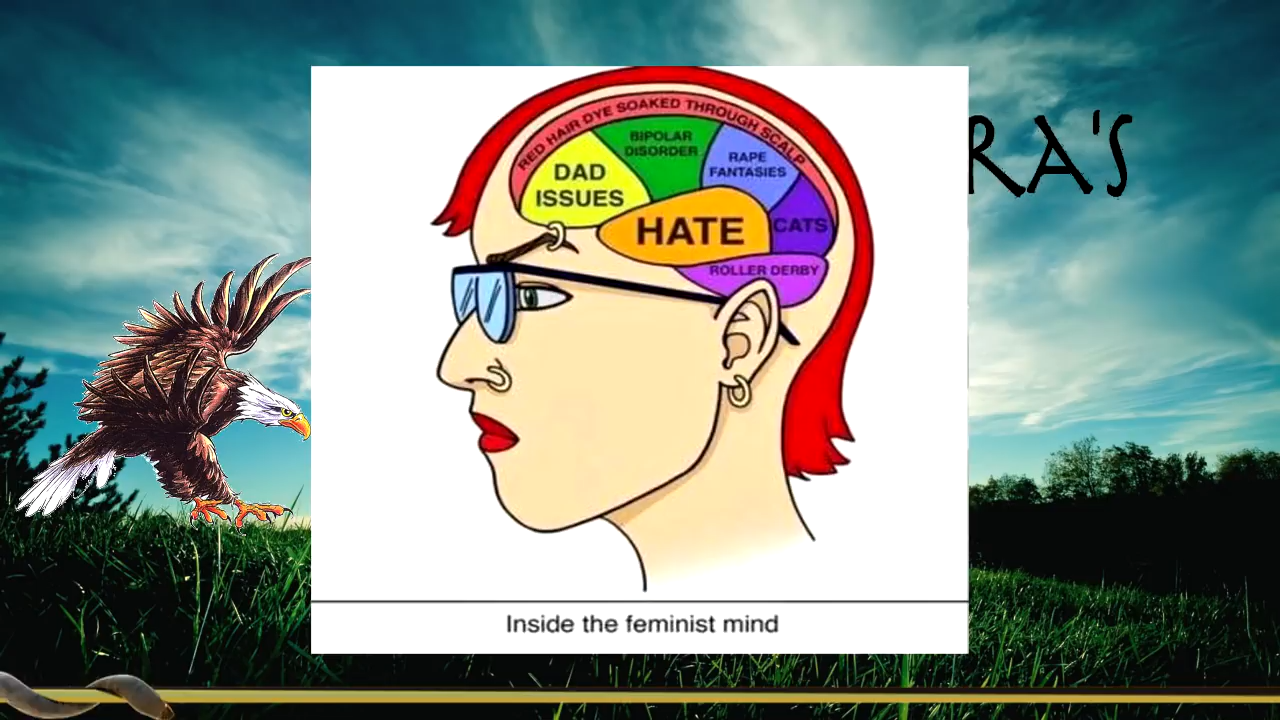 RED HAIR DYE SOAKED THROUGH SCALP
BIPOLAR
DISORDER
RAPE
FANTASIES
DAD
ISSUES
HATE
CATS
ROLLER DERBY
RA'S
Inside the feminist mind